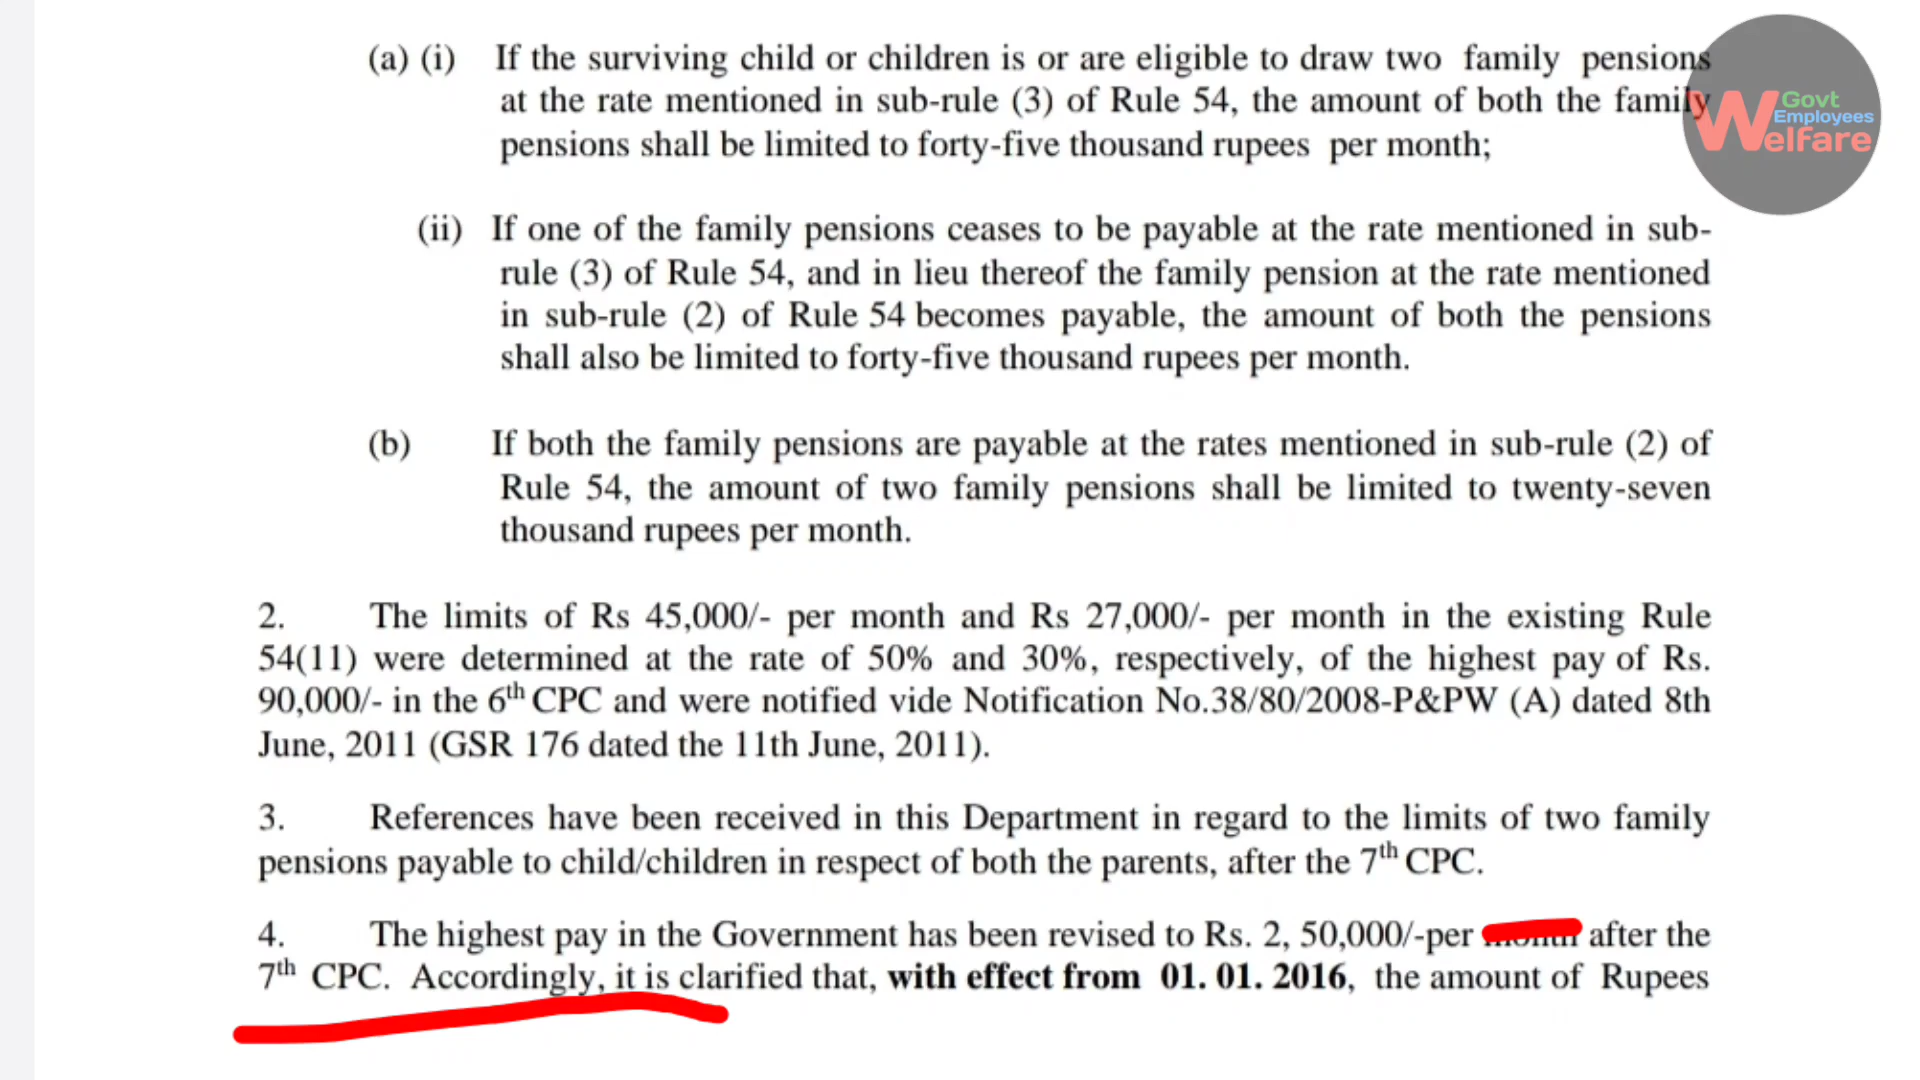 (a) (i) If the surviving child or children is or are eligible to draw two family pensions
at the rate mentioned in sub-rule (3) of Rule 54, the amount of both the family
pensions shall be limited to forty-five thousand rupees per month;
Govt
Employees
Welfare
(ii) If one of the family pensions ceases to be payable at the rate mentioned in sub-
rule (3) of Rule 54, and in lieu thereof the family pension at the rate mentioned
in sub-rule (2) of Rule 54 becomes payable, the amount of both the pensions
shall also be limited to forty-five thousand rupees per month.
(b) If both the family pensions are payable at the rates mentioned in sub-rule (2) of
Rule 54, the amount of two family pensions shall be limited to twenty-seven
thousand rupees per month.
2. The limits of Rs 45,000/- per month and Rs 27,000/- per month in the existing Rule
54(11) were determined at the rate of 50% and 30%, respectively, of the highest pay of Rs.
90,000/- in the 6th CPC and were notified vide Notification No.38/80/2008-P&PW (A) dated 8th
June, 2011 (GSR 176 dated the 11th June, 2011).
3. References have been received in this Department in regard to the limits of two family
pensions payable to child/children in respect of both the parents, after the 7th CPC.
4. The highest pay in the Government has been revised to Rs. 2, 50,000/-per month after the
7th CPC. Accordingly, it is clarified that, with effect from 01. 01. 2016, the amount of Rupees